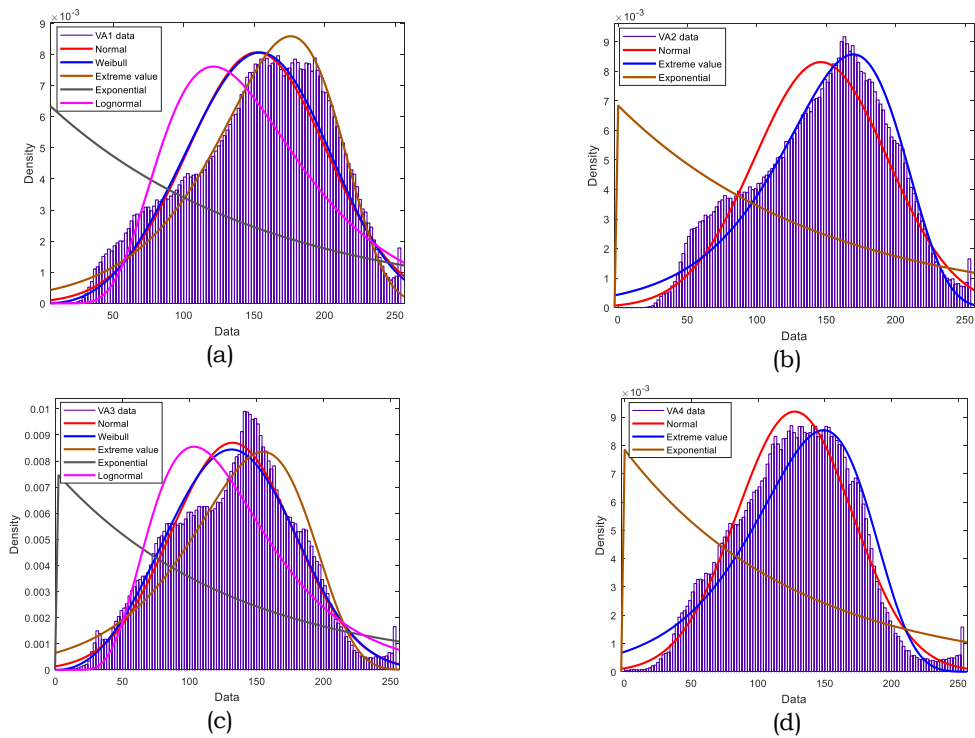 ×10⁻³
9
8
7
6
5
4
3
2
1
0
Density
VA1 data
Normal
Weibull
Extreme value
Exponential
Lognormal
50 100 150 200 250
Data
(a)
×10⁻³
9
8
7
6
5
4
3
2
1
0
Density
VA2 data
Normal
Extreme value
Exponential
0 50 100 150 200 250
Data
(b)
0.01
0.009
0.008
0.007
0.006
0.005
0.004
0.003
0.002
0.001
0
Density
VA3 data
Normal
Weibull
Extreme value
Exponential
Lognormal
0 50 100 150 200 250
Data
(c)
×10⁻³
9
8
7
6
5
4
3
2
1
0
Density
VA4 data
Normal
Extreme value
Exponential
0 50 100 150 200 250
Data
(d)